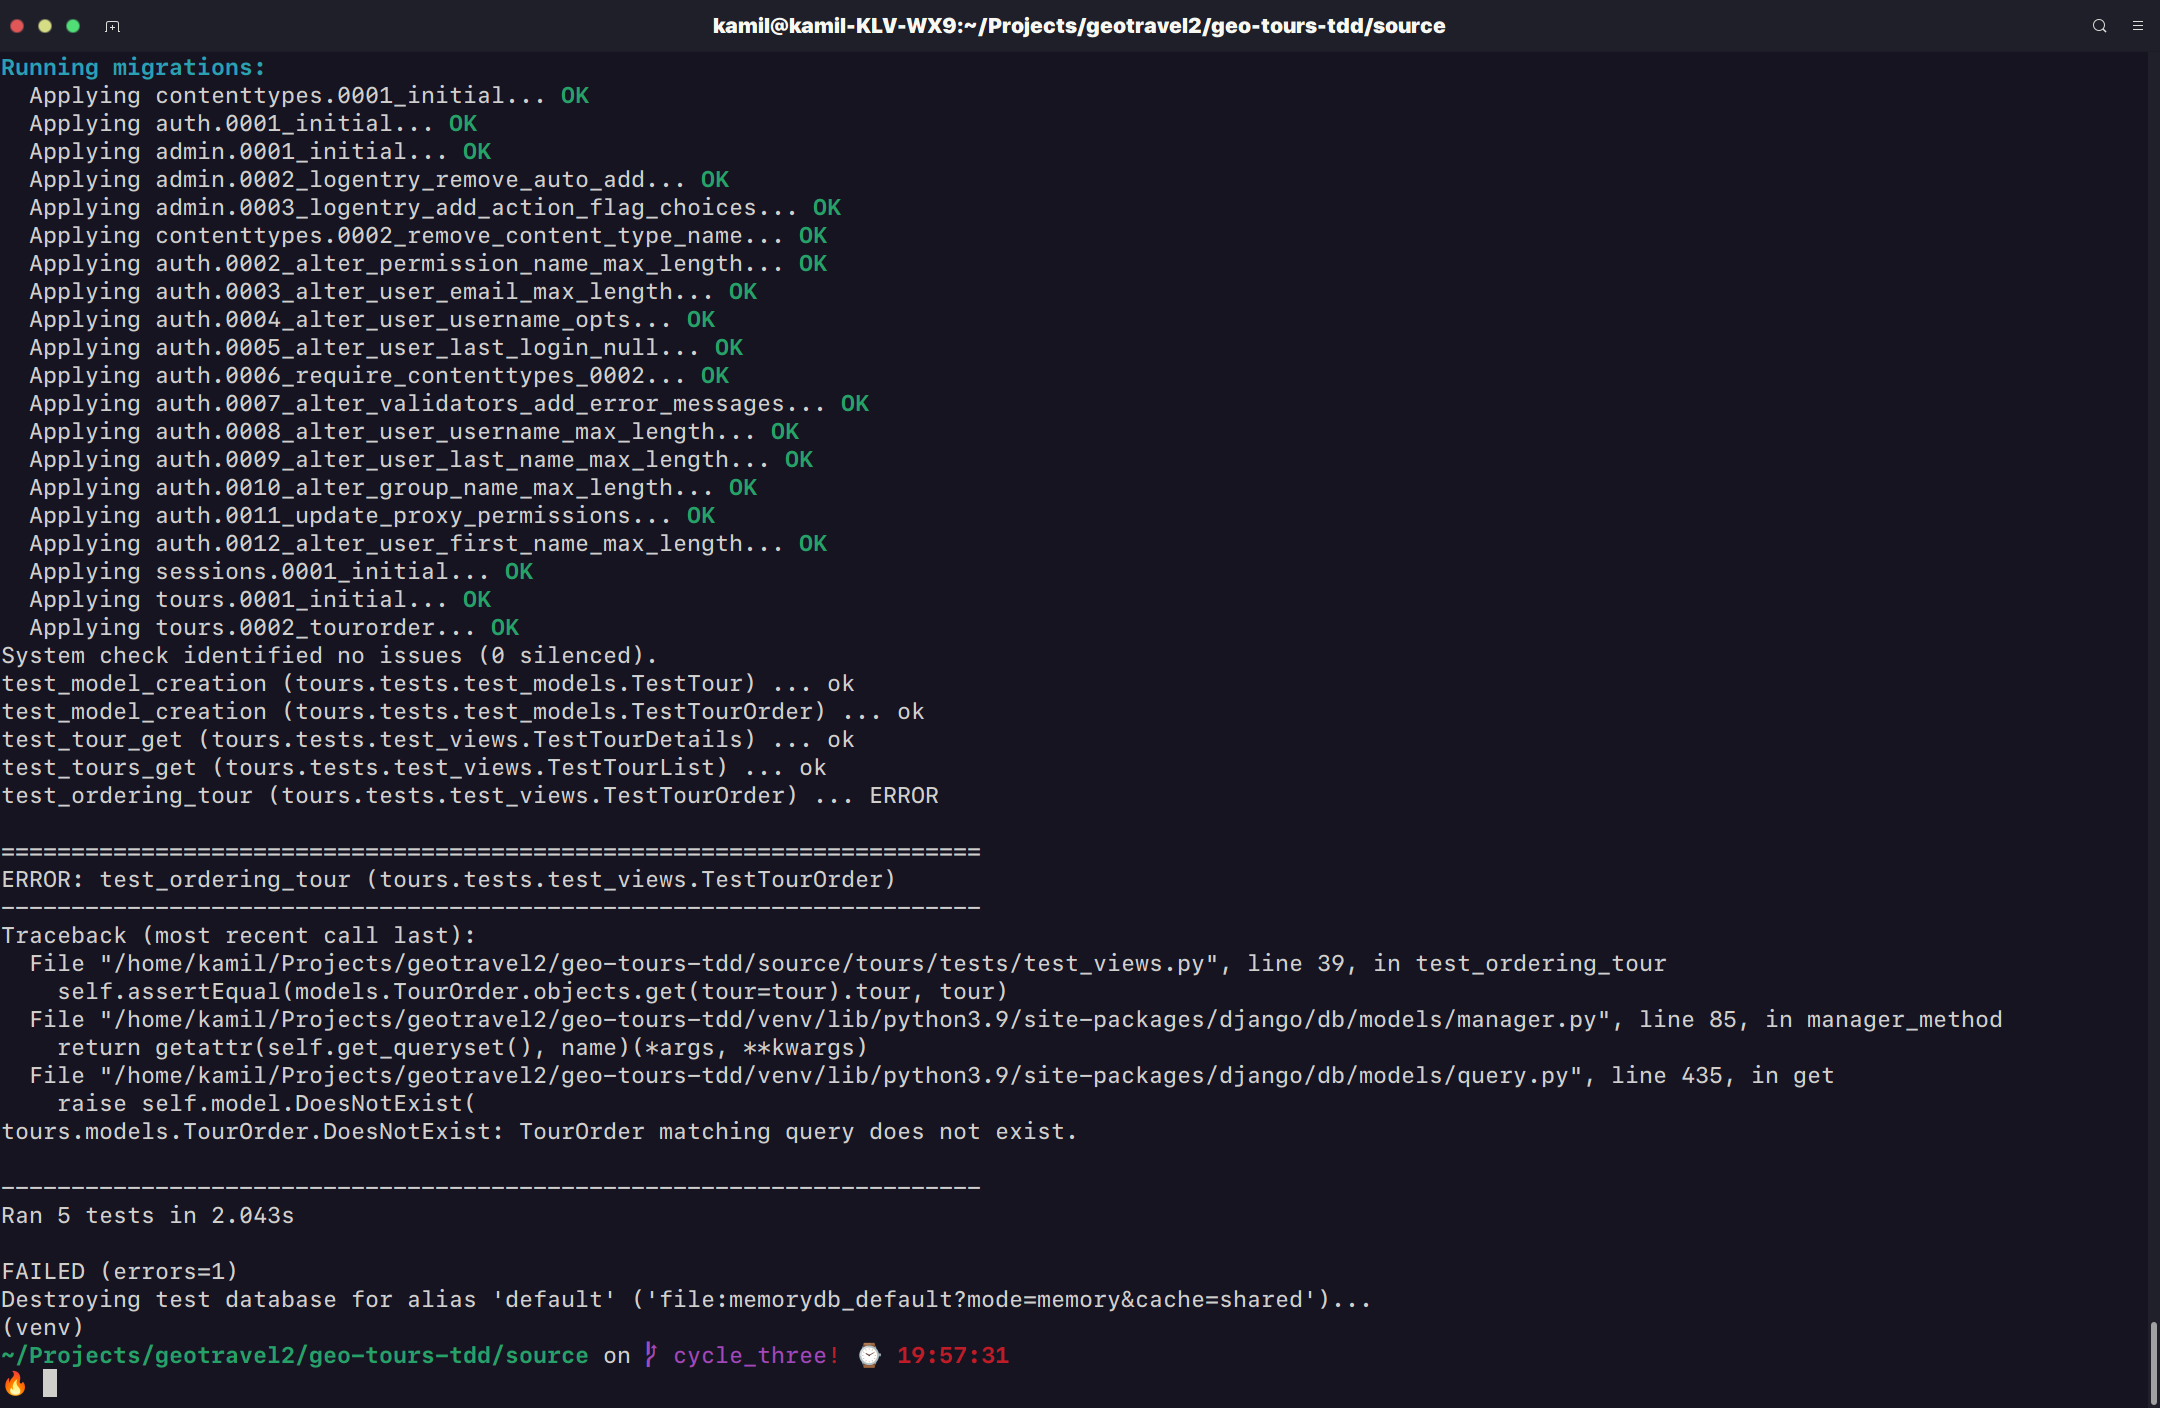 kamil@kamil-KLV-WX9:~/Projects/geotravel2/geo-tours-tdd/source
Running migrations:
  Applying contenttypes.0001_initial... OK
  Applying auth.0001_initial... OK
  Applying admin.0001_initial... OK
  Applying admin.0002_logentry_remove_auto_add... OK
  Applying admin.0003_logentry_add_action_flag_choices... OK
  Applying contenttypes.0002_remove_content_type_name... OK
  Applying auth.0002_alter_permission_name_max_length... OK
  Applying auth.0003_alter_user_email_max_length... OK
  Applying auth.0004_alter_user_username_opts... OK
  Applying auth.0005_alter_user_last_login_null... OK
  Applying auth.0006_require_contenttypes_0002... OK
  Applying auth.0007_alter_validators_add_error_messages... OK
  Applying auth.0008_alter_user_username_max_length... OK
  Applying auth.0009_alter_user_last_name_max_length... OK
  Applying auth.0010_alter_group_name_max_length... OK
  Applying auth.0011_update_proxy_permissions... OK
  Applying auth.0012_alter_user_first_name_max_length... OK
  Applying sessions.0001_initial... OK
  Applying tours.0001_initial... OK
  Applying tours.0002_tourorder... OK
System check identified no issues (0 silenced).
test_model_creation (tours.tests.test_models.TestTour) ... ok
test_model_creation (tours.tests.test_models.TestTourOrder) ... ok
test_tour_get (tours.tests.test_views.TestTourDetails) ... ok
test_tours_get (tours.tests.test_views.TestTourList) ... ok
test_ordering_tour (tours.tests.test_views.TestTourOrder) ... ERROR

======================================================================
ERROR: test_ordering_tour (tours.tests.test_views.TestTourOrder)
----------------------------------------------------------------------
Traceback (most recent call last):
  File "/home/kamil/Projects/geotravel2/geo-tours-tdd/source/tours/tests/test_views.py", line 39, in test_ordering_tour
    self.assertEqual(models.TourOrder.objects.get(tour=tour).tour, tour)
  File "/home/kamil/Projects/geotravel2/geo-tours-tdd/venv/lib/python3.9/site-packages/django/db/models/manager.py", line 85, in manager_method
    return getattr(self.get_queryset(), name)(*args, **kwargs)
  File "/home/kamil/Projects/geotravel2/geo-tours-tdd/venv/lib/python3.9/site-packages/django/db/models/query.py", line 435, in get
    raise self.model.DoesNotExist(
tours.models.TourOrder.DoesNotExist: TourOrder matching query does not exist.

----------------------------------------------------------------------
Ran 5 tests in 2.043s

FAILED (errors=1)
Destroying test database for alias 'default' ('file:memorydb_default?mode=memory&cache=shared')...
(venv)
~/Projects/geotravel2/geo-tours-tdd/source on cycle_three! ⌚ 19:57:31
🔥